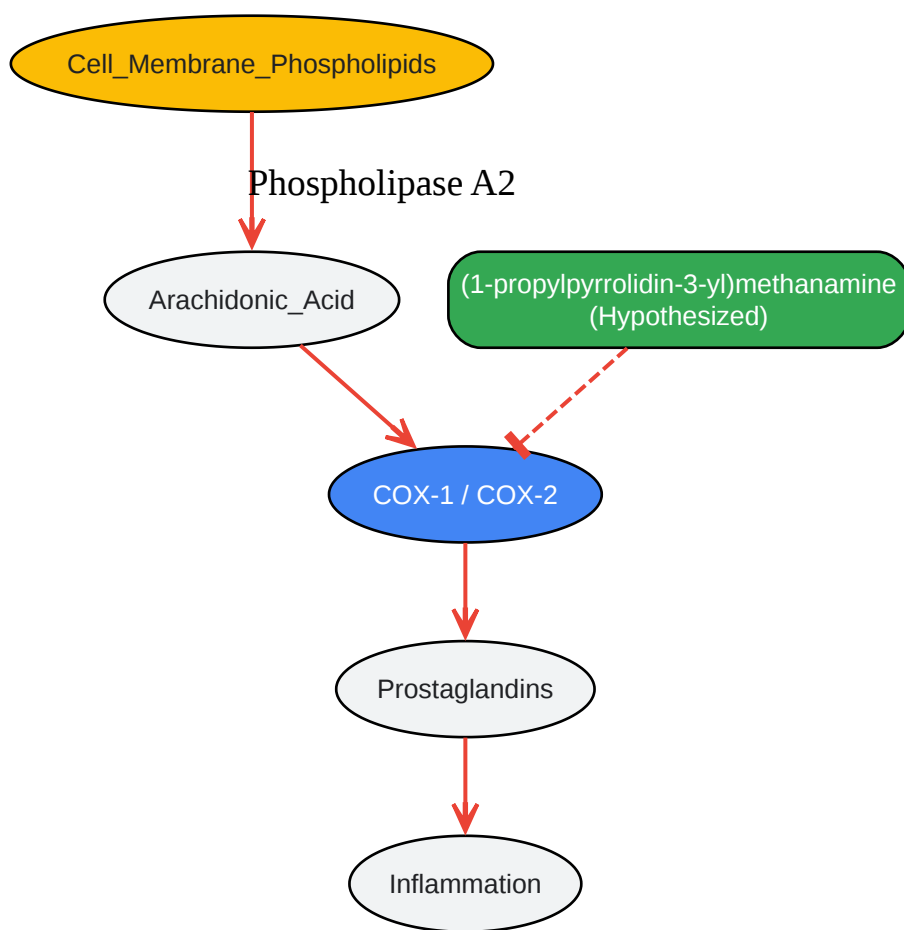 Cell_Membrane_Phospholipids
Phospholipase A2
Arachidonic_Acid
(1-propylpyrrolidin-3-yl)methanamine
(Hypothesized)
COX-1 / COX-2
Prostaglandins
Inflammation